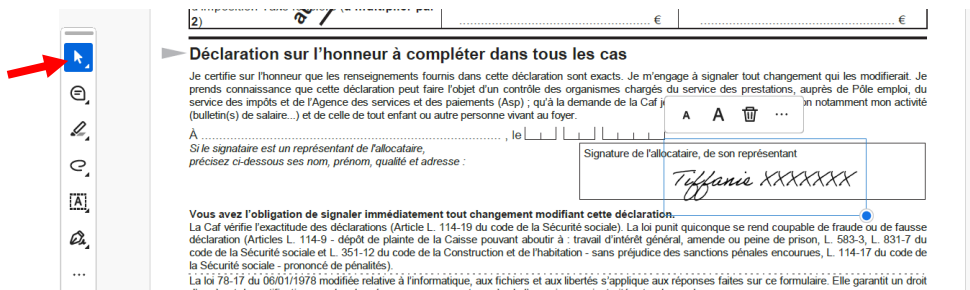 2)
€
€
Déclaration sur l'honneur à compléter dans tous les cas
Je certifie sur l'honneur que les renseignements fournis dans cette déclaration sont exacts. Je m'engage à signaler tout changement qui les modifierait. Je
prends connaissance que cette déclaration peut faire l'objet d'un contrôle des organismes chargés du service des prestations, auprès de Pôle emploi, du
service des impôts et de l'Agence des services et des paiements (Asp) ; qu'à la demande de la Caf on notamment mon activité
(bulletin(s) de salaire...) et de celle de tout enfant ou autre personne vivant au foyer.
A A ...
À ........ , le
Si le signataire est un représentant de l'allocataire,
précisez ci-dessous ses nom, prénom, qualité et adresse :
Signature de l'allocataire, de son représentant
Tiffanie XXXXXXX
Vous avez l'obligation de signaler immédiatement tout changement modifiant cette déclaration.
La Caf vérifie l'exactitude des déclarations (Article L. 114-19 du code de la Sécurité sociale). La loi punit quiconque se rend coupable de fraude ou de fausse
déclaration (Articles L. 114-9 - dépôt de plainte de la Caisse pouvant aboutir à : travail d'intérêt général, amende ou peine de prison, L. 583-3, L. 831-7 du
code de la Sécurité sociale et L. 351-12 du code de la Construction et de l'Habitation - sans préjudice des sanctions pénales encourues, L. 114-17 du code de
la Sécurité sociale - prononcé de pénalités).
La loi 78-17 du 06/01/1978 modifiée relative à l'informatique, aux fichiers et aux libertés s'applique aux réponses faites sur ce formulaire. Elle garantit un droit